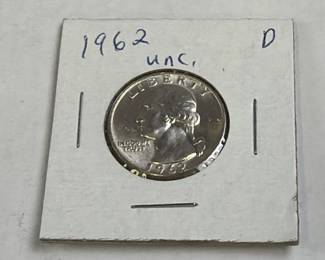 1962 D
unc.
LIBERTY
IN GOD WE
TRUST
1962